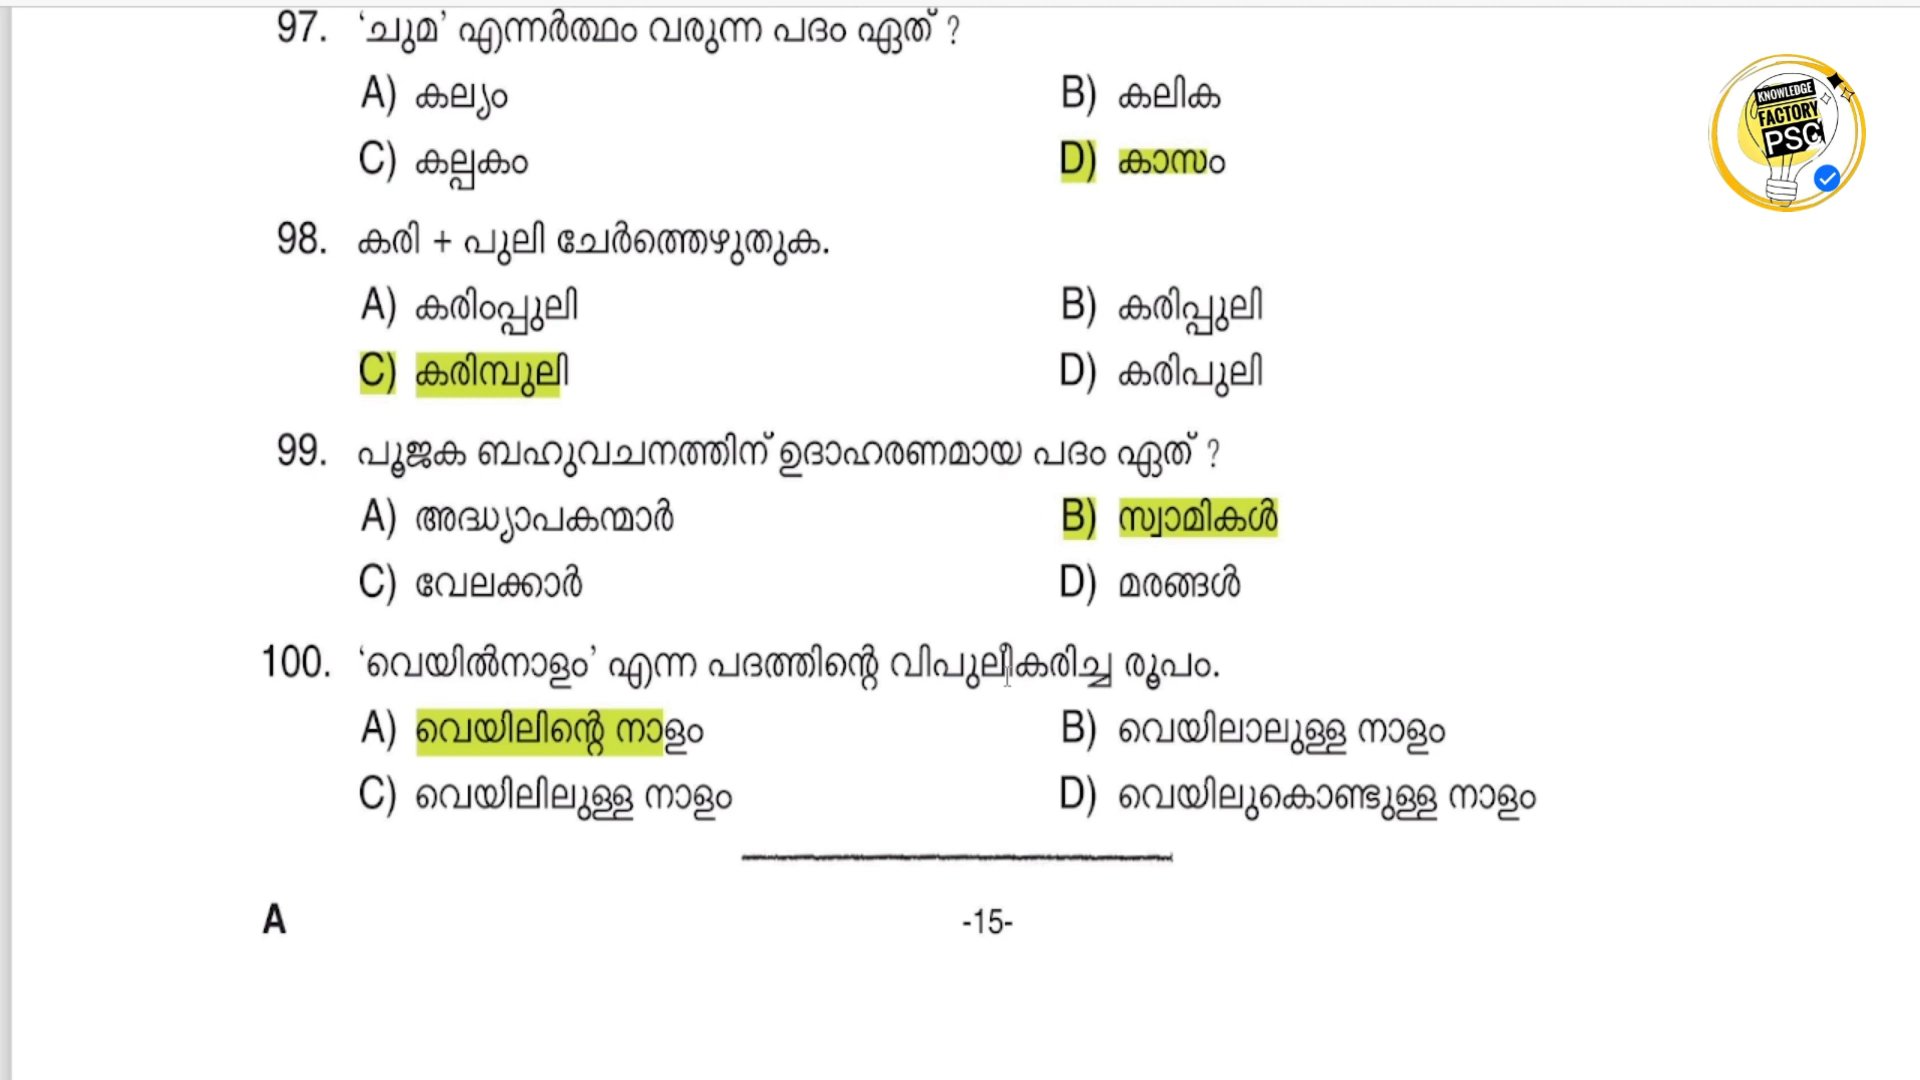 97. ‘ചുമ’ എന്നർത്ഥം വരുന്ന പദം ഏത് ?
A) കല്യം B) കലിക
C) കല്പകം D) കാസം
98. കരി + പുലി ചേർത്തെഴുതുക.
A) കരിംപ്പുലി B) കരിപ്പുലി
C) കരിമ്പുലി D) കരിപുലി
99. പൂജക ബഹുവചനത്തിന് ഉദാഹരണമായ പദം ഏത് ?
A) അദ്ധ്യാപകന്മാർ B) സ്വാമികൾ
C) വേലക്കാർ D) മരങ്ങൾ
100. ‘വെയിൽനാളം’ എന്ന പദത്തിന്റെ വിപുലീകരിച്ച രൂപം.
A) വെയിലിന്റെ നാളം B) വെയിലാലുള്ള നാളം
C) വെയിലിലുള്ള നാളം D) വെയിലുകൊണ്ടുള്ള നാളം
A -15-
KNOWLEDGE
FACTORY
PSC